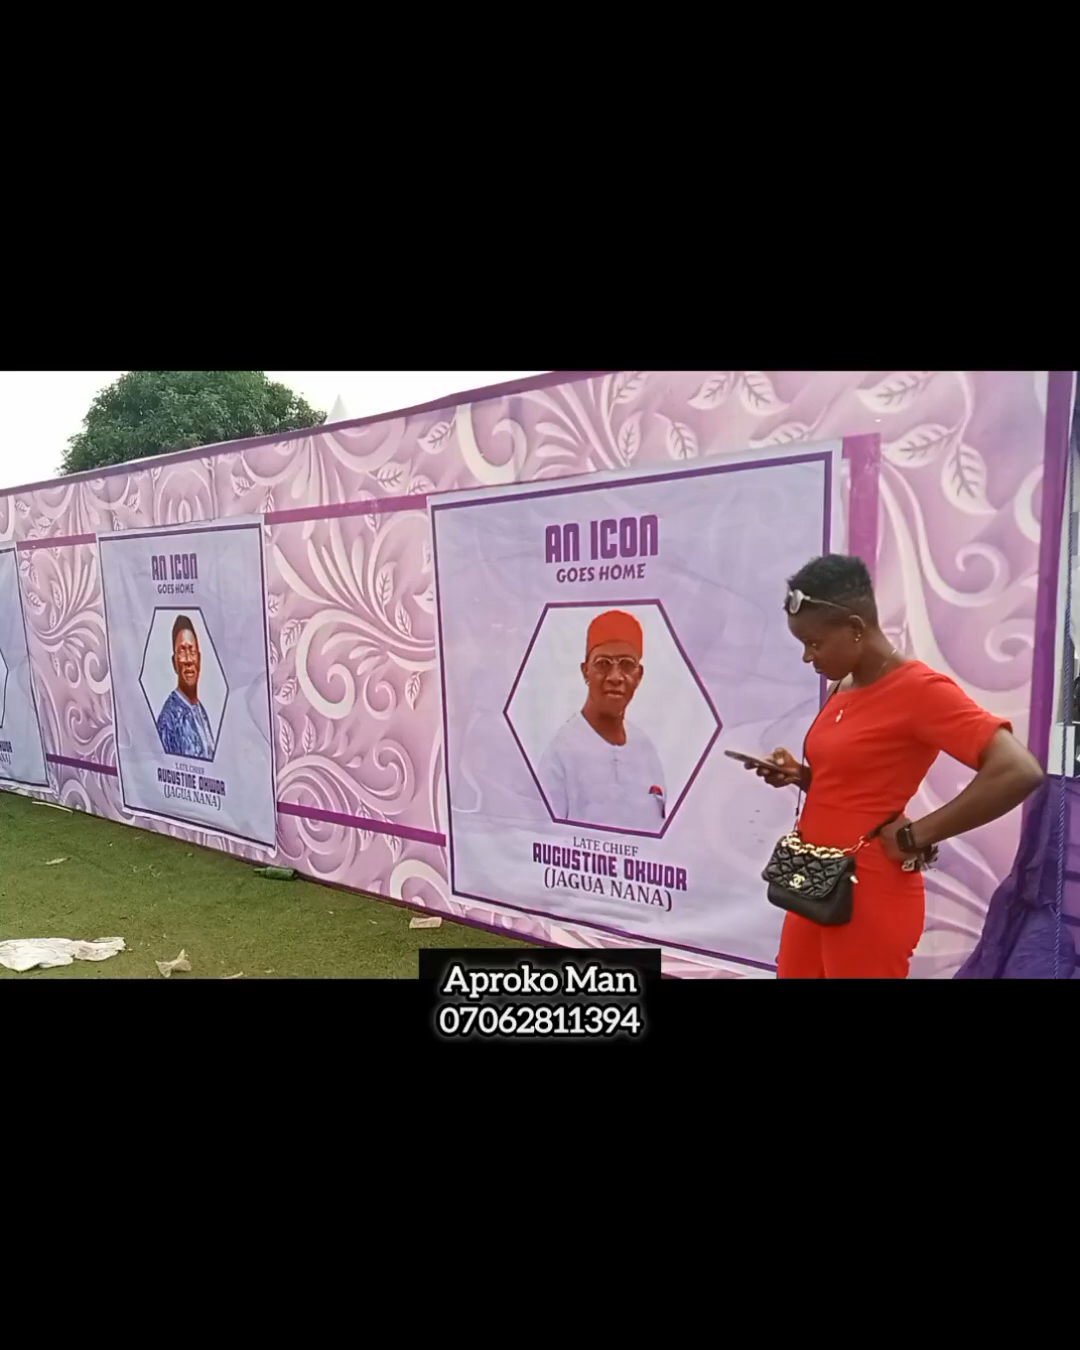 AN ICON
GOES HOME
LATE CHIEF
AUGUSTINE OKWOR
(JAGUA NANA)
AN ICON
GOES HOME
LATE CHIEF
AUGUSTINE OKWOR
(JAGUA NANA)
Aproko Man
07062811394